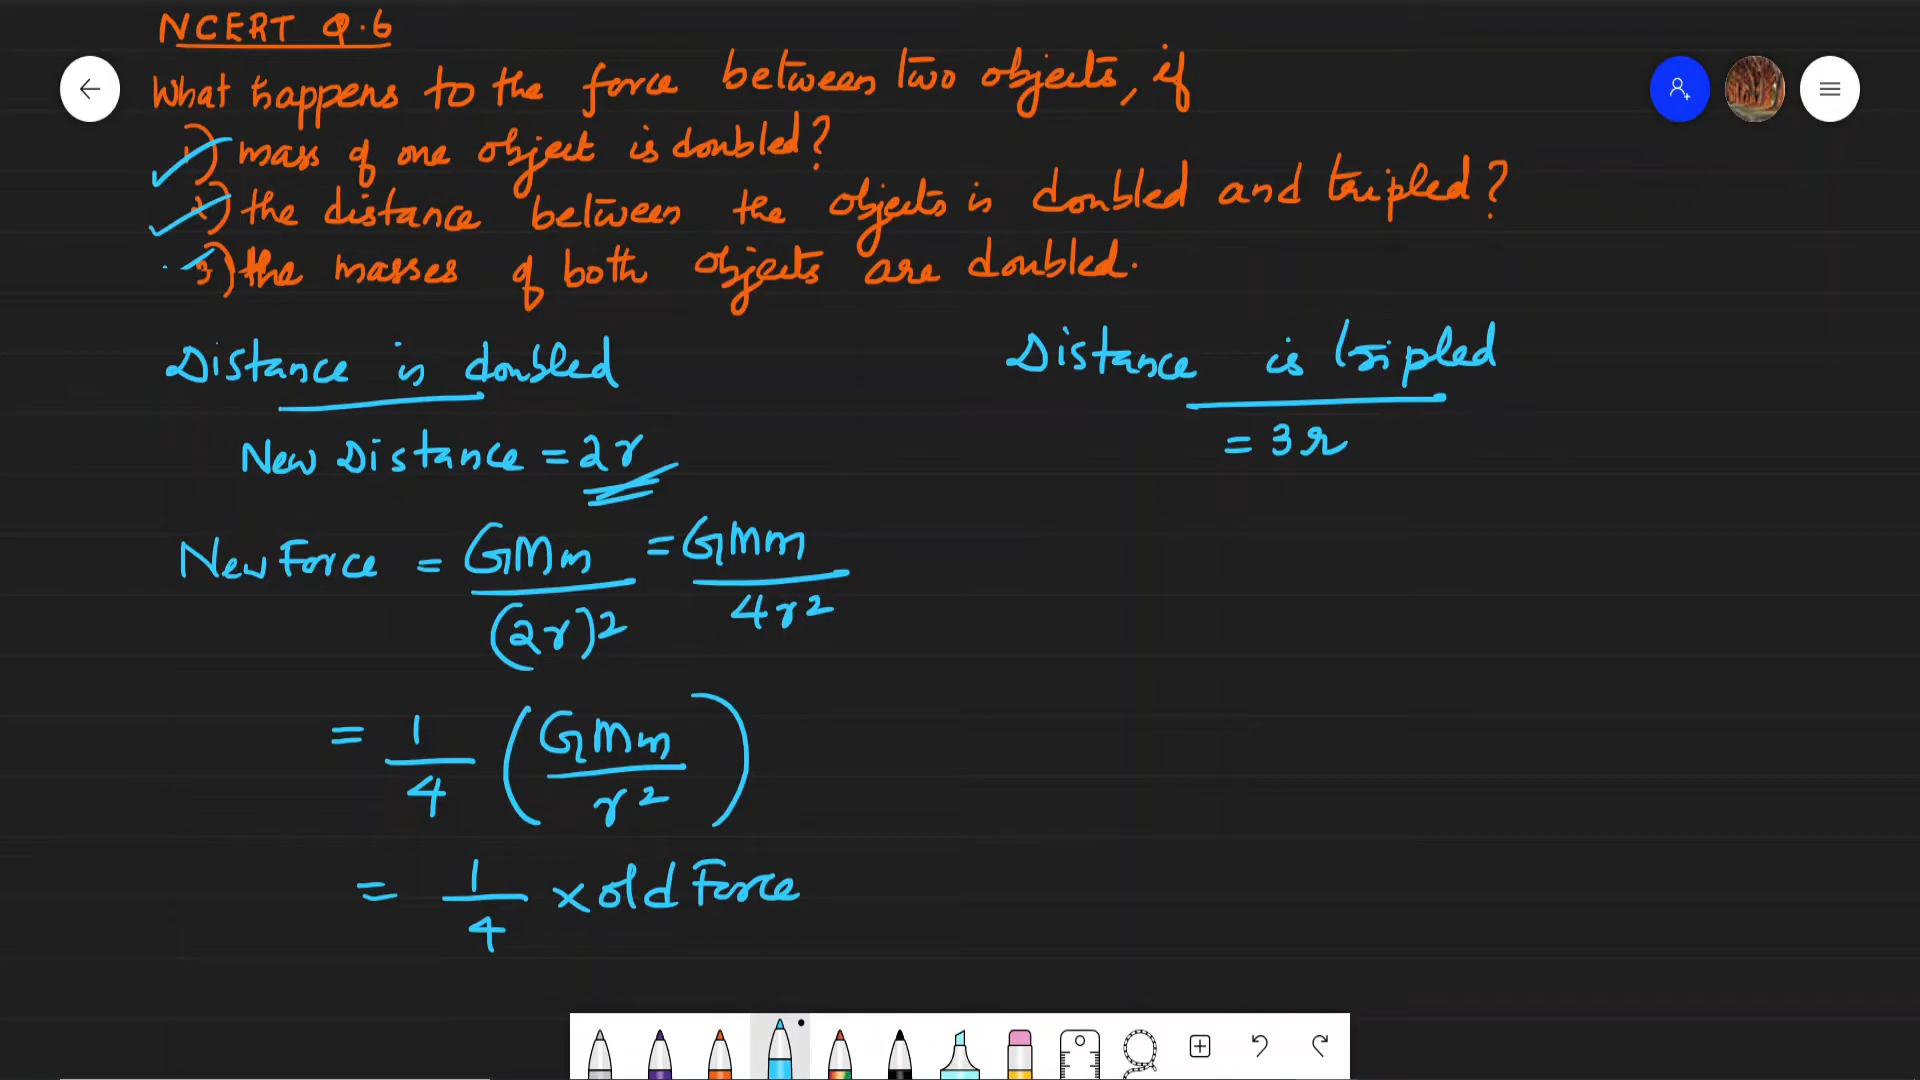 NCERT Q.6
What happens to the force between two objects, if
1) mass of one object is doubled?
2) the distance between the objects is doubled and tripled?
3) the masses of both objects are doubled.
Distance is doubled
New Distance = 2r
New Force = GMm/(2r)² = GMm/4r²
= 1/4 (GMm/r²)
= 1/4 × old Force
Distance is tripled
= 3r